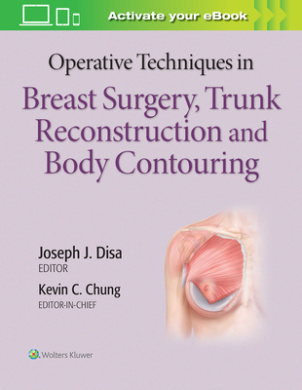 Activate your eBook
Operative Techniques in
Breast Surgery, Trunk
Reconstruction and
Body Contouring
Joseph J. Disa
EDITOR
Kevin C. Chung
EDITOR-IN-CHIEF
Wolters Kluwer